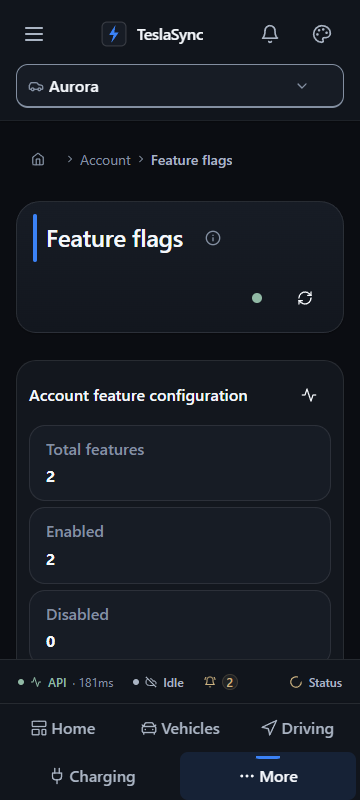 TeslaSync
Aurora
Account
Feature flags
Feature flags
Account feature configuration
Total features
2
Enabled
2
Disabled
0
API · 181ms
Idle
2
Status
Home
Vehicles
Driving
Charging
More